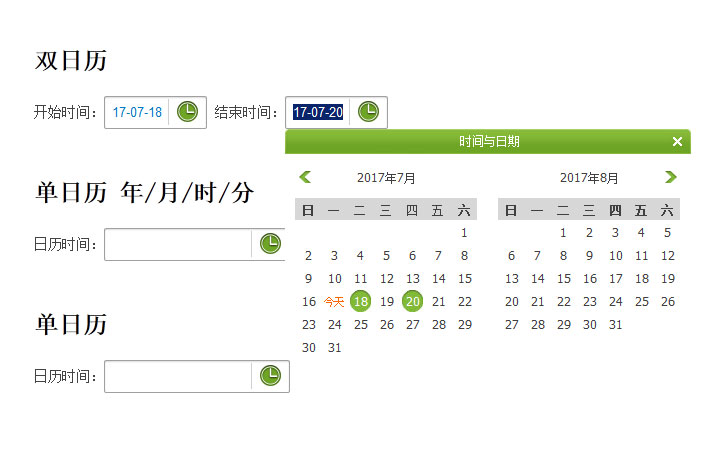 双日历
开始时间： 17-07-18 结束时间： 17-07-20
时间与日期
2017年7月 2017年8月
日 一 二 三 四 五 六 日 一 二 三 四 五 六
1 1 2 3 4 5
2 3 4 5 6 7 8 6 7 8 9 10 11 12
9 10 11 12 13 14 15 13 14 15 16 17 18 19
16 今天 18 19 20 21 22 20 21 22 23 24 25 26
23 24 25 26 27 28 29 27 28 29 30 31
30 31
单日历 年/月/时/分
日历时间：
单日历
日历时间：